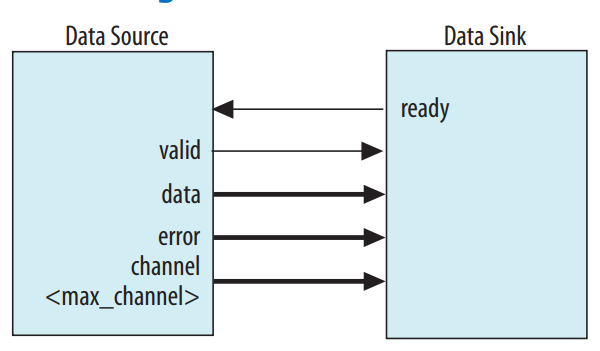 Data Source
Data Sink
ready
valid
data
error
channel
<max_channel>